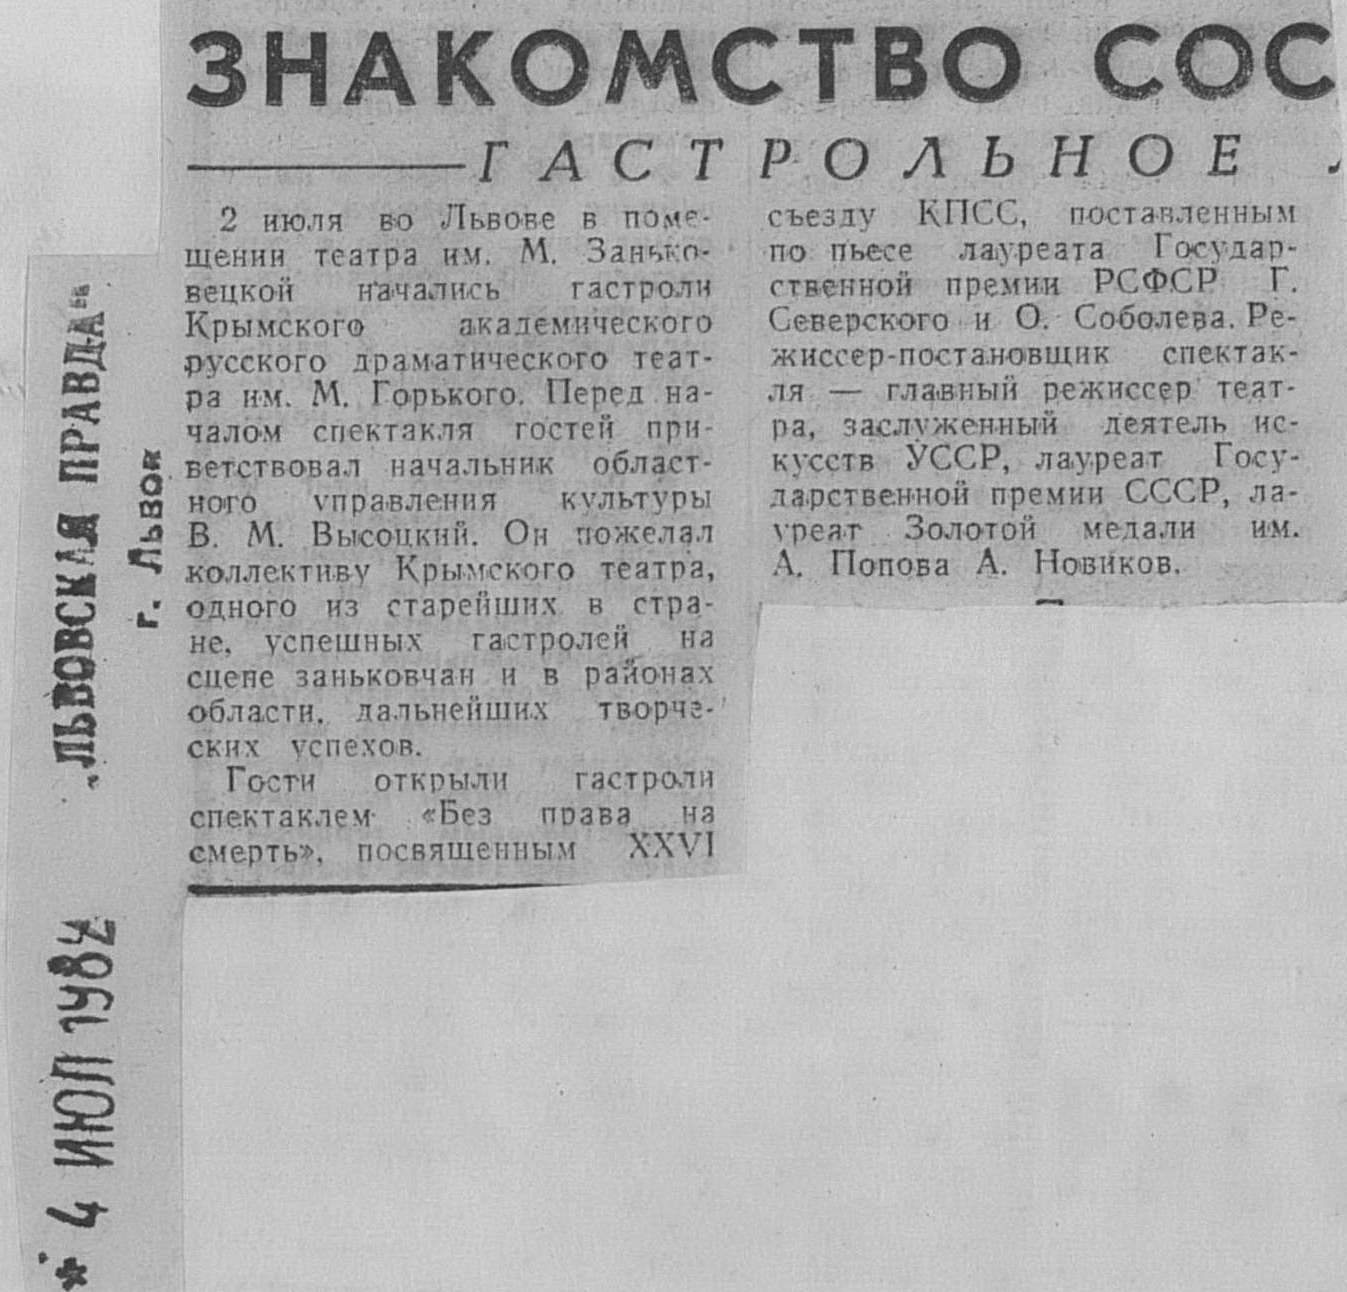 ЗНАКОМСТВО СОС
ГАСТРОЛЬНОЕ
2 июля во Львове в поме-
щении театра им. М. Занько-
вецкой начались гастроли
Крымского академического
русского драматического теат-
ра им. М. Горького. Перед на-
чалом спектакля гостей при-
ветствовал начальник област-
ного управления культуры
В. М. Высоцкий. Он пожелал
коллективу Крымского театра,
одного из старейших в стра-
не, успешных гастролей на
сцене заньковчан и в районах
области, дальнейших творче-
ских успехов.
Гости открыли гастроли
спектаклем «Без права на
смерть», посвященным XXVI
съезду КПСС, поставленным
по пьесе лауреата Государ-
ственной премии РСФСР Г.
Северского и О. Соболева. Ре-
жиссер-постановщик спектак-
ля — главный режиссер теат-
ра, заслуженный деятель ис-
кусств УССР, лауреат Госу-
дарственной премии СССР, ла-
уреат Золотой медали им.
А. Попова А. Новиков.
„ЛЬВОВСКАЯ ПРАВДА"
г. Львов
* 4 ИЮЛ